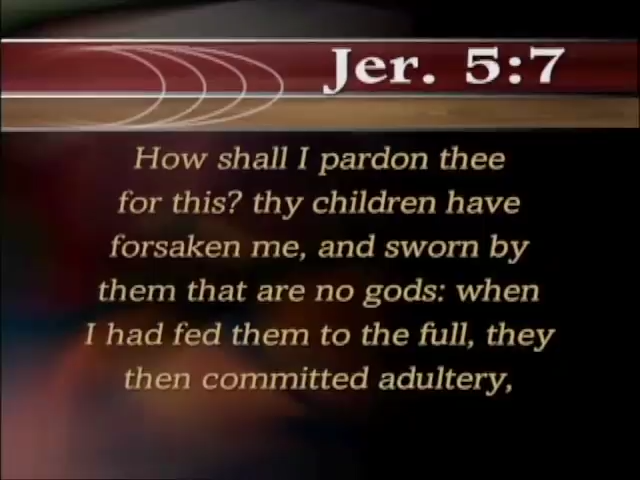 Jer. 5:7
How shall I pardon thee
for this? thy children have
forsaken me, and sworn by
them that are no gods: when
I had fed them to the full, they
then committed adultery,